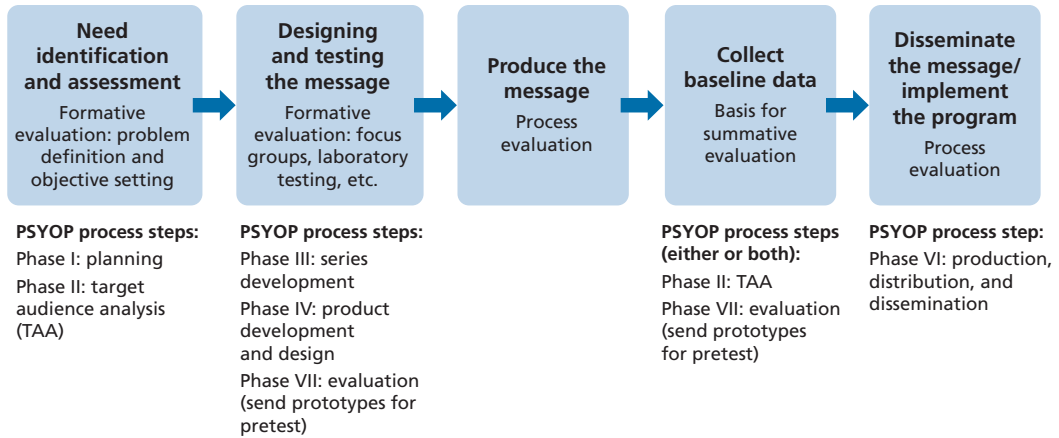 Need
identification
and assessment
Formative
evaluation: problem
definition and
objective setting
Designing
and testing
the message
Formative
evaluation: focus
groups, laboratory
testing, etc.
Produce the
message
Process
evaluation
Collect
baseline data
Basis for
summative
evaluation
Disseminate
the message/
implement
the program
Process
evaluation
PSYOP process steps:
Phase I: planning
Phase II: target
audience analysis
(TAA)
PSYOP process steps:
Phase III: series
development
Phase IV: product
development
and design
Phase VII: evaluation
(send prototypes for
pretest)
PSYOP process steps
(either or both):
Phase II: TAA
Phase VII: evaluation
(send prototypes
for pretest)
PSYOP process step:
Phase VI: production,
distribution, and
dissemination